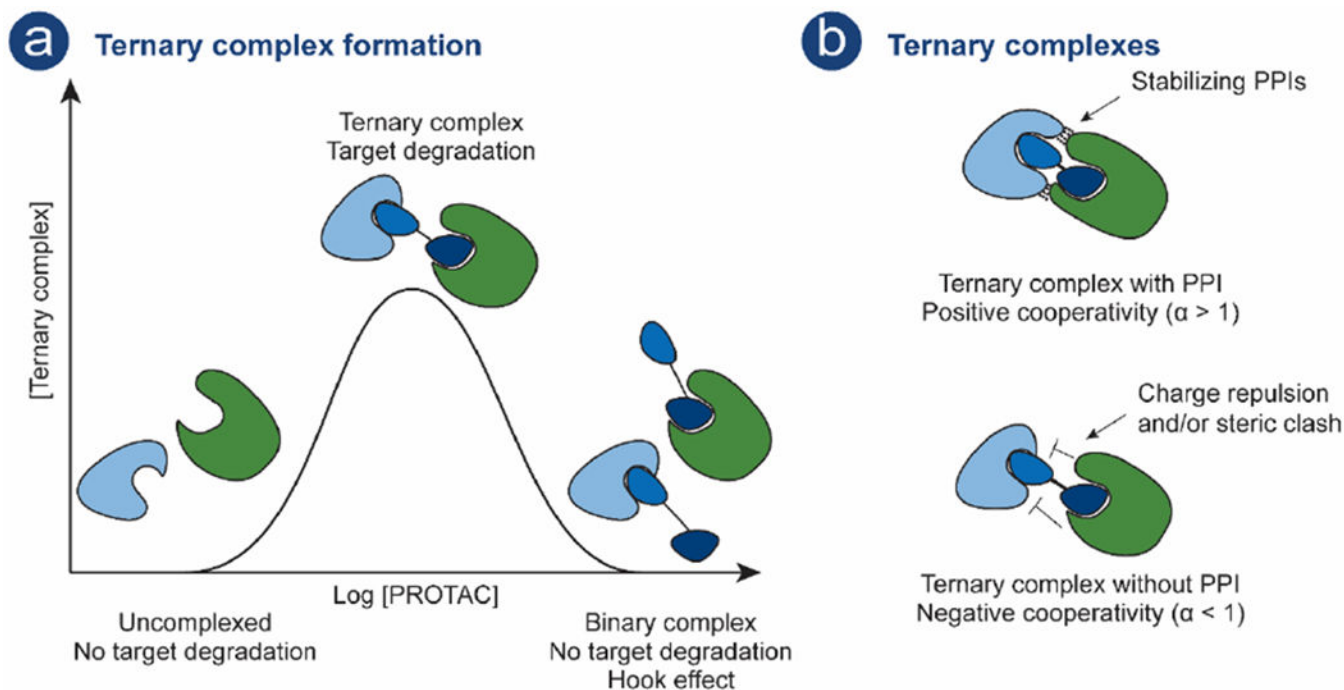 a Ternary complex formation
[Ternary complex]
Ternary complex
Target degradation
Log [PROTAC]
Uncomplexed
No target degradation
Binary complex
No target degradation
Hook effect
b Ternary complexes
Stabilizing PPIs
Ternary complex with PPI
Positive cooperativity (α > 1)
Charge repulsion
and/or steric clash
Ternary complex without PPI
Negative cooperativity (α < 1)